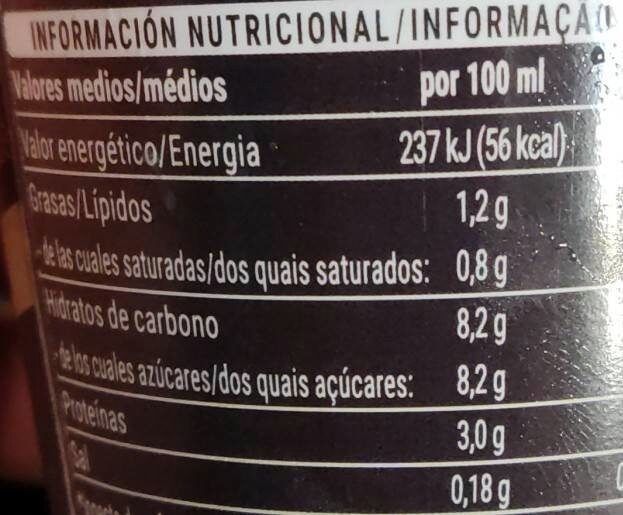 INFORMACIÓN NUTRICIONAL/INFORMAÇÃO
Valores medios/médios por 100 ml
Valor energético/Energia 237 kJ (56 kcal)
Grasas/Lípidos 1,2 g
-de las cuales saturadas/dos quais saturados: 0,8 g
Hidratos de carbono 8,2 g
-de los cuales azúcares/dos quais açúcares: 8,2 g
Proteínas 3,0 g
Sal 0,18 g